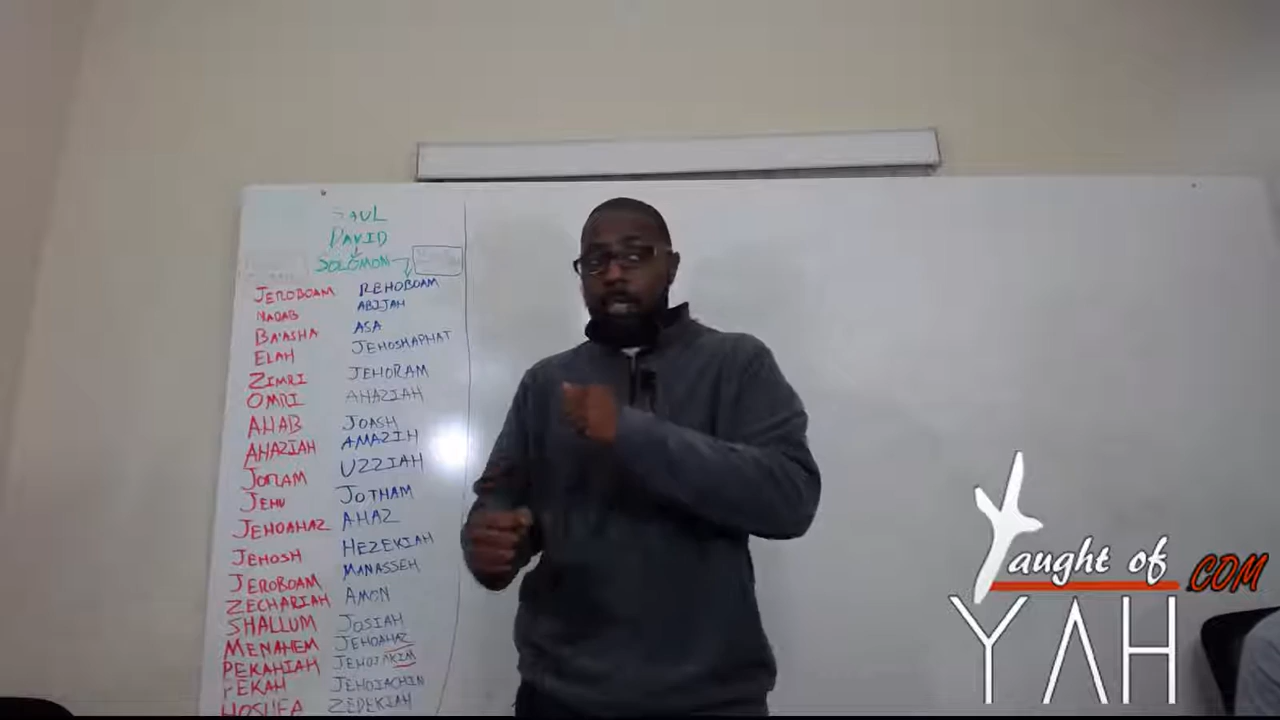 SAUL
DAVID
SOLOMON
JEROBOAM
NADAB
BA'ASHA
ELAH
ZIMRI
OMRI
AHAB
AHAZIAH
JORAM
JEHU
JEHOAHAZ
JEHOSH
JEROBOAM
ZECHARIAH
SHALLUM
MENAHEM
PEKAHIAH
PEKAH
HOSHEA
REHOBOAM
ABIJAH
ASA
JEHOSHAPHAT
JEHORAM
AHAZIAH
JOASH
AMAZIH
UZZIAH
JOTHAM
AHAZ
HEZEKIAH
MANASSEH
AMON
JOSIAH
JEHOAHAZ
JEHOIAKIM
JEHOIACHIN
ZEDEKIAH
Taught of .COM
YAH